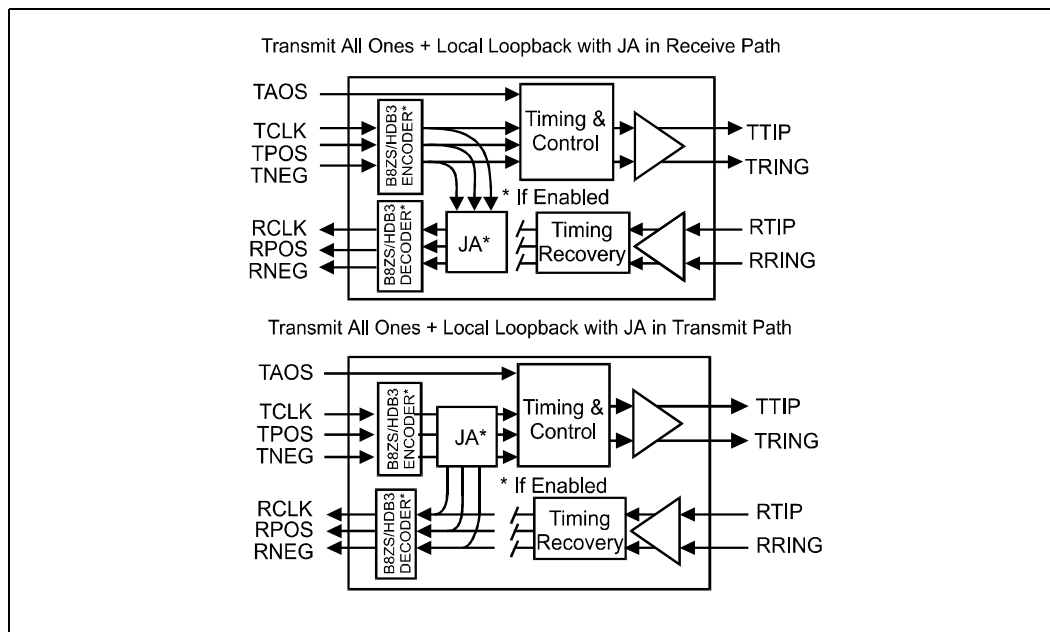 Transmit All Ones + Local Loopback with JA in Receive Path
TAOS
TCLK
TPOS
TNEG
B8ZS/HDB3
ENCODER*
Timing &
Control
TTIP
TRING
* If Enabled
RCLK
RPOS
RNEG
B8ZS/HDB3
DECODER*
JA*
Timing
Recovery
RTIP
RRING
Transmit All Ones + Local Loopback with JA in Transmit Path
TAOS
TCLK
TPOS
TNEG
B8ZS/HDB3
ENCODER*
JA*
Timing &
Control
TTIP
TRING
* If Enabled
RCLK
RPOS
RNEG
B8ZS/HDB3
DECODER*
Timing
Recovery
RTIP
RRING